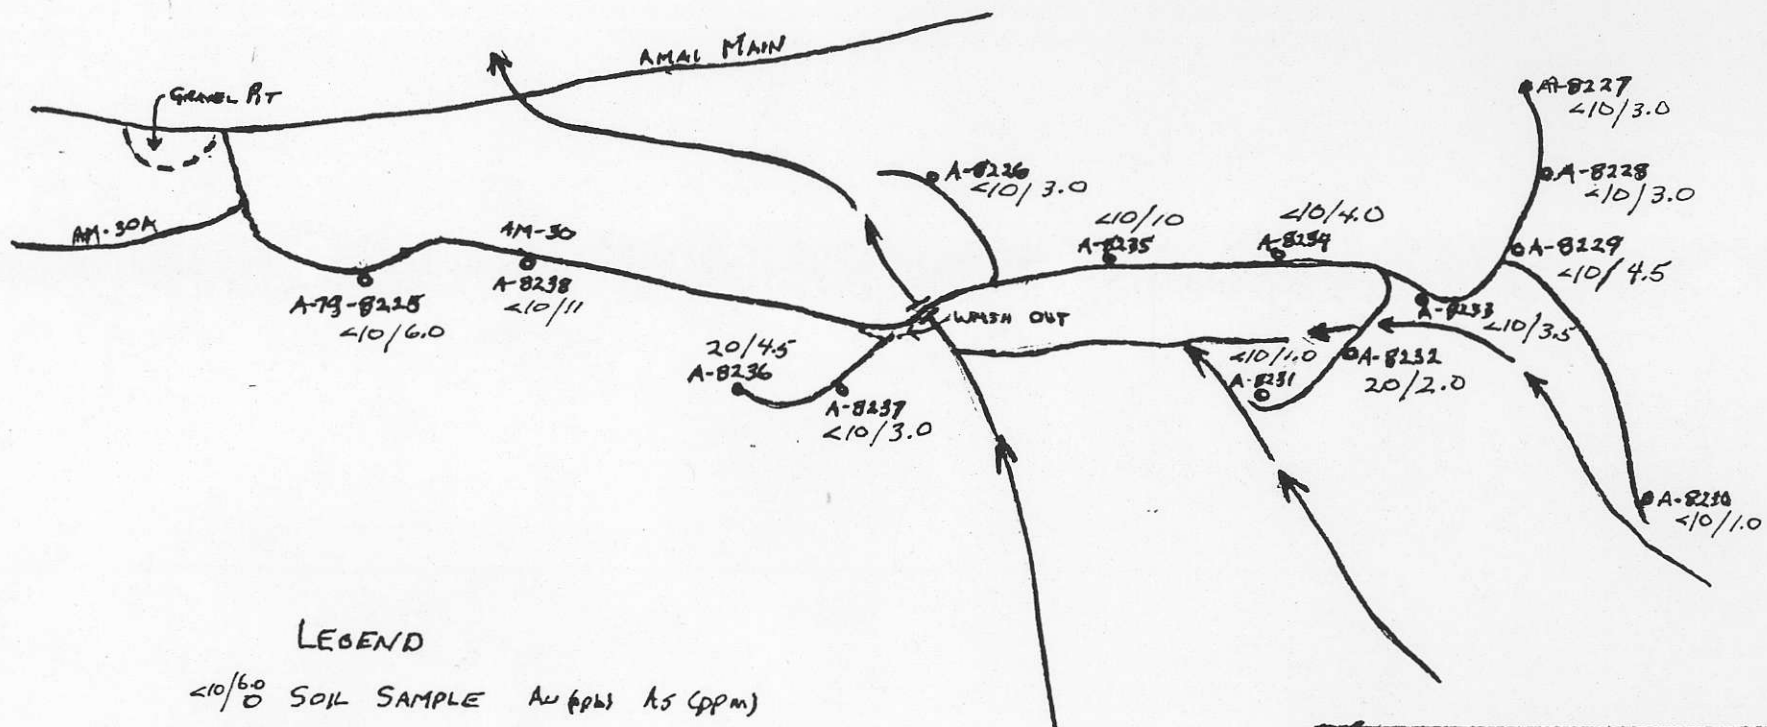 AMAL MAIN
GRAVEL PIT
A-8227
<10/3.0
A-8226
<10/3.0
A-8228
<10/3.0
AM-30A
AM-30
<10/10
A-8235
<10/4.0
A-8234
A-8229
<10/4.5
A-79-8225
<10/6.0
A-8238
<10/11
WASH OUT
A-8233
<10/3.5
20/4.5
A-8236
A-8237
<10/3.0
<10/1.0
A-8231
A-8232
20/2.0
A-8230
<10/1.0
LEGEND
<10/6.0 SOIL SAMPLE Au (ppb) As (ppm)